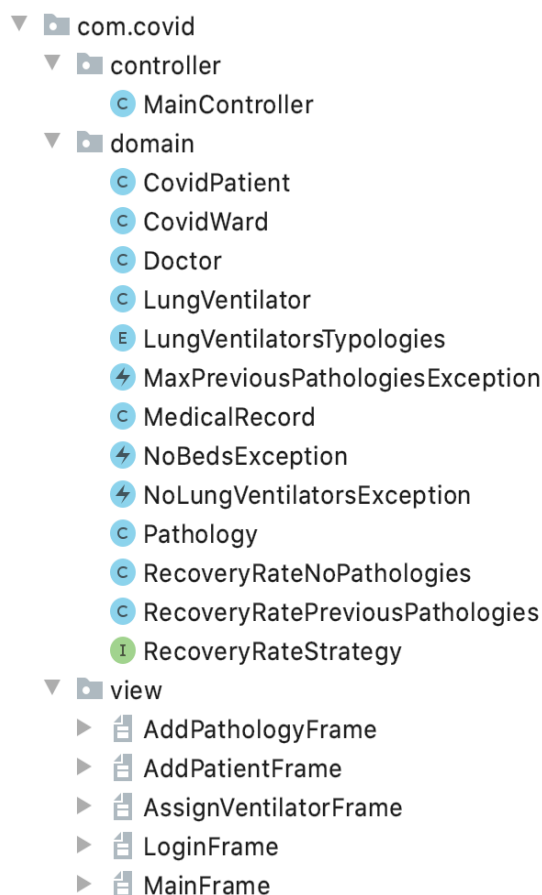 com.covid
controller
C MainController
domain
C CovidPatient
C CovidWard
C Doctor
C LungVentilator
E LungVentilatorsTypologies
MaxPreviousPathologiesException
C MedicalRecord
NoBedsException
NoLungVentilatorsException
C Pathology
C RecoveryRateNoPathologies
C RecoveryRatePreviousPathologies
I RecoveryRateStrategy
view
AddPathologyFrame
AddPatientFrame
AssignVentilatorFrame
LoginFrame
MainFrame